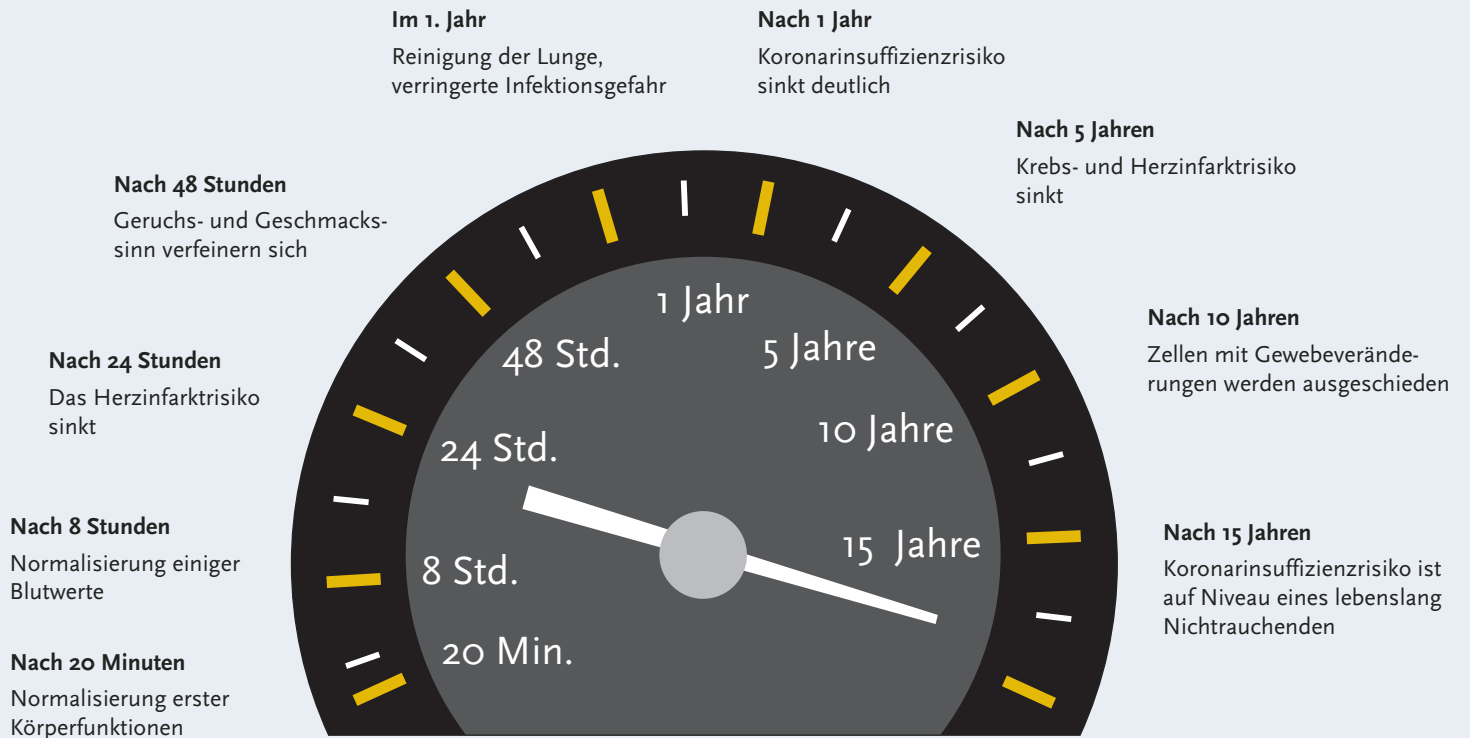 Im 1. Jahr
Reinigung der Lunge,
verringerte Infektionsgefahr
Nach 1 Jahr
Koronarinsuffizienzrisiko
sinkt deutlich
Nach 5 Jahren
Krebs- und Herzinfarktrisiko
sinkt
Nach 48 Stunden
Geruchs- und Geschmacks-
sinn verfeinern sich
Nach 10 Jahren
Zellen mit Gewebeverände-
rungen werden ausgeschieden
Nach 24 Stunden
Das Herzinfarktrisiko
sinkt
Nach 8 Stunden
Normalisierung einiger
Blutwerte
Nach 15 Jahren
Koronarinsuffizienzrisiko ist
auf Niveau eines lebenslang
Nichtrauchenden
Nach 20 Minuten
Normalisierung erster
Körperfunktionen
1 Jahr
48 Std.
5 Jahre
24 Std.
10 Jahre
8 Std.
15 Jahre
20 Min.